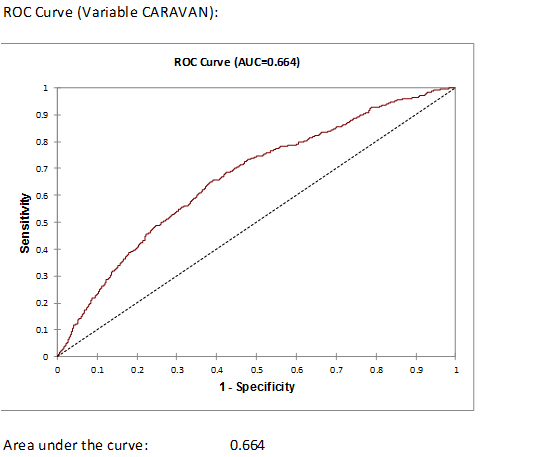 ROC Curve (Variable CARAVAN):
ROC Curve (AUC=0.664)
1
0.9
0.8
0.7
0.6
0.5
0.4
0.3
0.2
0.1
0
Sensitivity
0 0.1 0.2 0.3 0.4 0.5 0.6 0.7 0.8 0.9 1
1 - Specificity
Area under the curve: 0.664